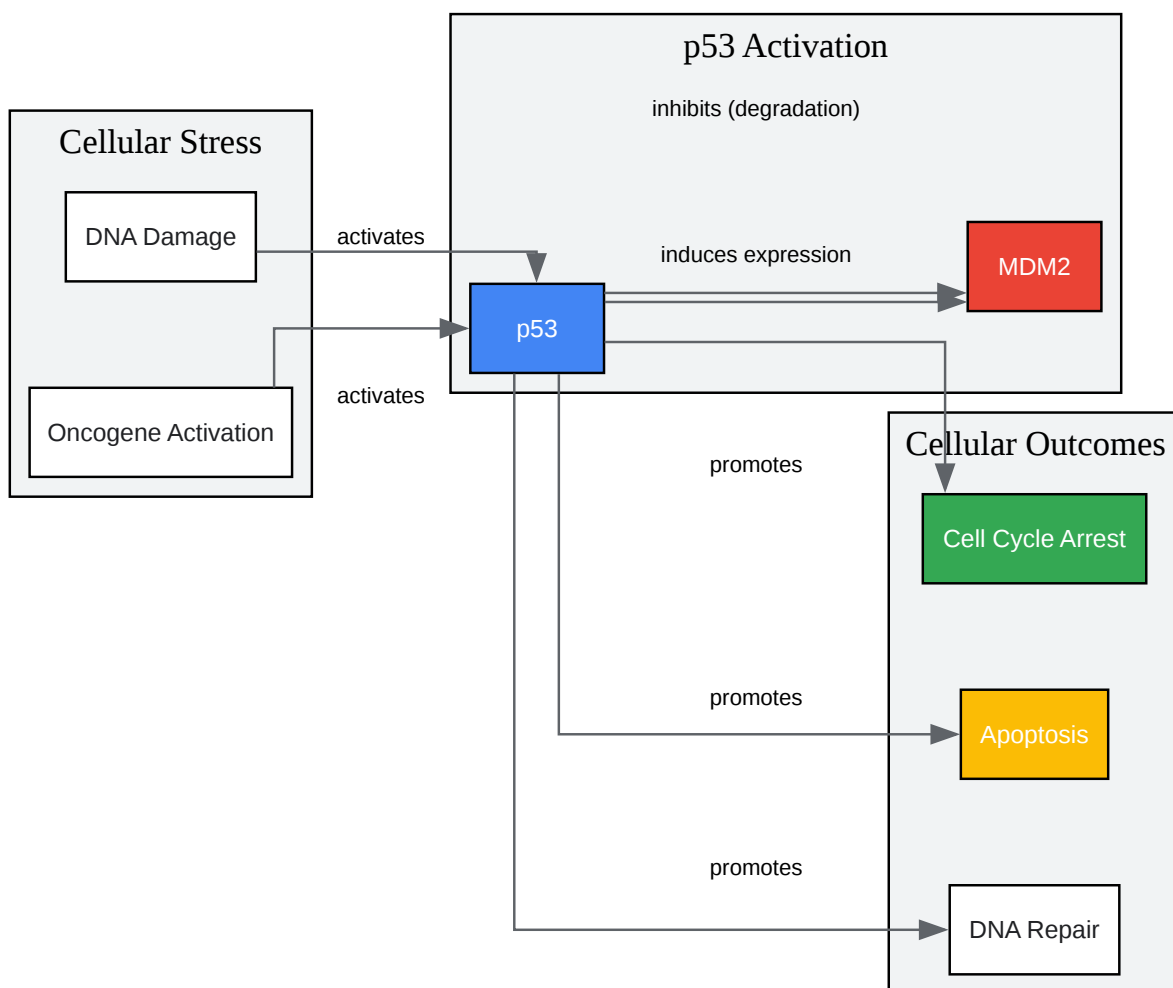 p53 Activation
inhibits (degradation)
Cellular Stress
DNA Damage
activates
induces expression
MDM2
p53
activates
Oncogene Activation
Cellular Outcomes
promotes
Cell Cycle Arrest
promotes
Apoptosis
promotes
DNA Repair